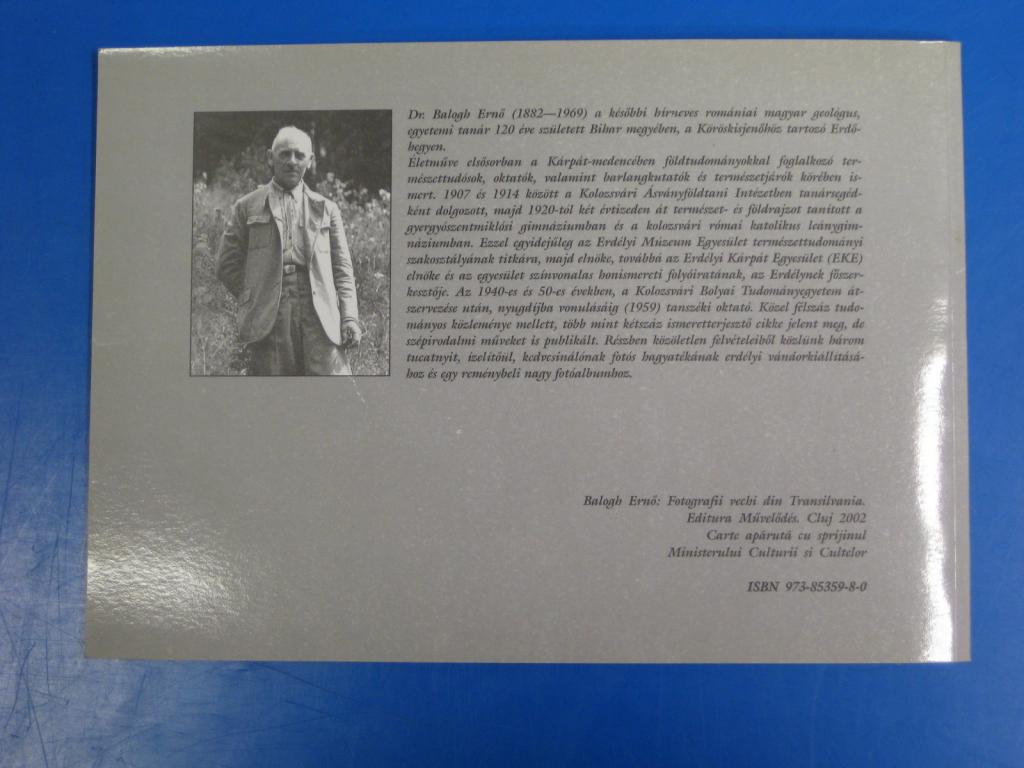 Dr. Balogh Ernő (1882—1969) a későbbi hírneves romániai magyar geológus,
egyetemi tanár 120 éve született Bihar megyében, a Köröskisjenőhöz tartozó Erdő-
hegyen.
Életműve elsősorban a Kárpát-medencében földtudományokkal foglalkozó ter-
mészettudósok, oktatók, valamint barlangkutatók és természetjárók körében is-
mert. 1907 és 1914 között a Kolozsvári Ásványföldtani Intézetben tanársegéd-
ként dolgozott, majd 1920-tól két évtizeden át természet- és földrajzot tanított a
gyergyószentmiklósi gimnáziumban és a kolozsvári római katolikus leánygim-
náziumban. Ezzel egyidejűleg az Erdélyi Múzeum Egyesület természettudományi
szakosztályának titkára, majd elnöke, továbbá az Erdélyi Kárpát Egyesület (EKE)
elnöke és az egyesület színvonalas honismereti folyóiratának, az Erdélynek főszer-
kesztője. Az 1940-es és 50-es években, a Kolozsvári Bolyai Tudományegyetem át-
szervezése után, nyugdíjba vonulásáig (1959) tanszéki oktató. Közel félszáz tudo-
mányos közleménye mellett, több mint kétszáz ismeretterjesztő cikke jelent meg, de
szépirodalmi műveket is publikált. Részben közöletlen felvételeiből közlünk három
tucatnyit, ízelítőül, kedvcsinálónak fotós hagyatékának erdélyi vándorkiállításá-
hoz és egy reménybeli nagy fotóalbumhoz.
Balogh Ernő: Fotografii vechi din Transilvania.
Editura Művelődés. Cluj 2002
Carte apărută cu sprijinul
Ministerului Culturii si Cultelor
ISBN 973-85359-8-0